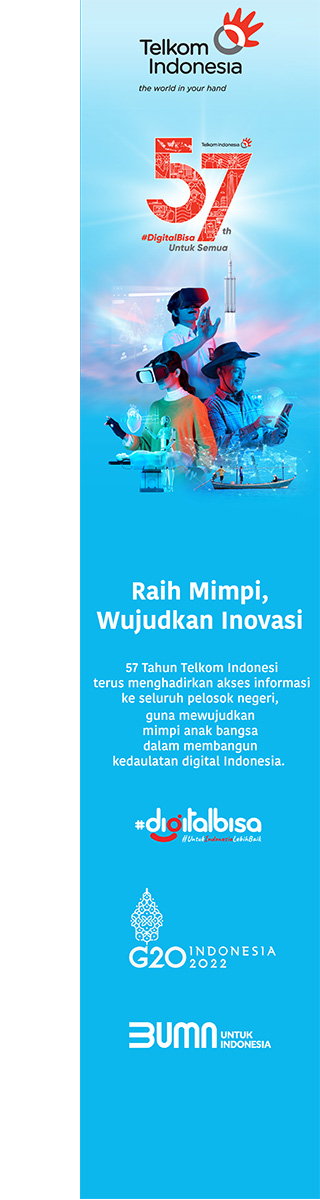 Telkom
Indonesia
the world in your hand
Telkom Indonesia
57th
#DigitalBisa
Untuk Semua
Raih Mimpi,
Wujudkan Inovasi
57 Tahun Telkom Indonesi
terus menghadirkan akses informasi
ke seluruh pelosok negeri,
guna mewujudkan
mimpi anak bangsa
dalam membangun
kedaulatan digital Indonesia.
#digitalbisa
#UntukIndonesiaLebihBaik
G20 INDONESIA
2022
BUMN UNTUK
INDONESIA